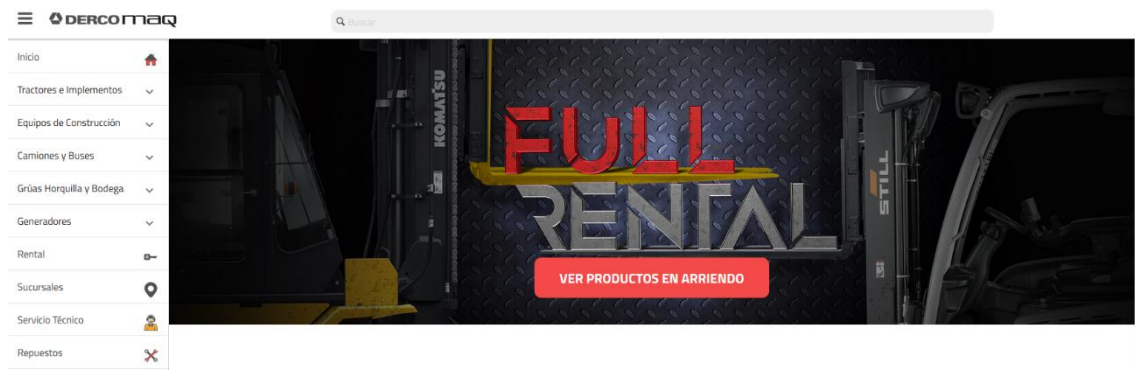 DERCOMAQ
Buscar
Inicio
Tractores e Implementos
Equipos de Construcción
Camiones y Buses
Grúas Horquilla y Bodega
Generadores
Rental
Sucursales
Servicio Técnico
Repuestos
KOMATSU
FULL
RENTAL
STILL
VER PRODUCTOS EN ARRIENDO